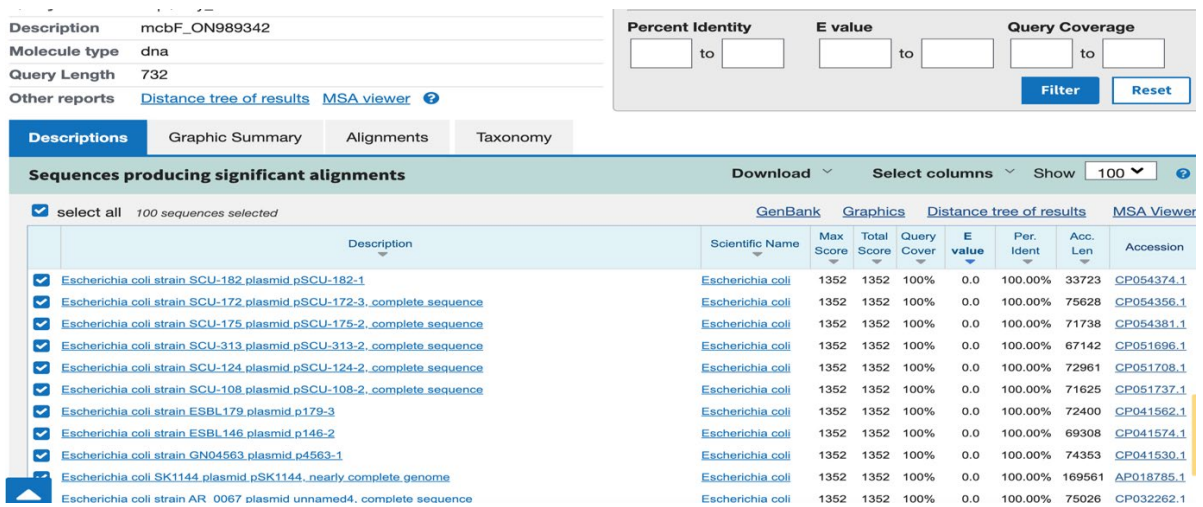 Description mcbF_ON989342
Molecule type dna
Query Length 732
Other reports Distance tree of results MSA viewer ?
Percent Identity E value Query Coverage
to to to
Filter Reset
Descriptions Graphic Summary Alignments Taxonomy
Sequences producing significant alignments Download Select columns Show 100 ?
select all 100 sequences selected GenBank Graphics Distance tree of results MSA Viewer
Description Scientific Name Max Score Total Score Query Cover E value Per. Ident Acc. Len Accession
Escherichia coli strain SCU-182 plasmid pSCU-182-1 Escherichia coli 1352 1352 100% 0.0 100.00% 33723 CP054374.1
Escherichia coli strain SCU-172 plasmid pSCU-172-3, complete sequence Escherichia coli 1352 1352 100% 0.0 100.00% 75628 CP054356.1
Escherichia coli strain SCU-175 plasmid pSCU-175-2, complete sequence Escherichia coli 1352 1352 100% 0.0 100.00% 71738 CP054381.1
Escherichia coli strain SCU-313 plasmid pSCU-313-2, complete sequence Escherichia coli 1352 1352 100% 0.0 100.00% 67142 CP051696.1
Escherichia coli strain SCU-124 plasmid pSCU-124-2, complete sequence Escherichia coli 1352 1352 100% 0.0 100.00% 72961 CP051708.1
Escherichia coli strain SCU-108 plasmid pSCU-108-2, complete sequence Escherichia coli 1352 1352 100% 0.0 100.00% 71625 CP051737.1
Escherichia coli strain ESBL179 plasmid p179-3 Escherichia coli 1352 1352 100% 0.0 100.00% 72400 CP041562.1
Escherichia coli strain ESBL146 plasmid p146-2 Escherichia coli 1352 1352 100% 0.0 100.00% 69308 CP041574.1
Escherichia coli strain GN04563 plasmid p4563-1 Escherichia coli 1352 1352 100% 0.0 100.00% 74353 CP041530.1
Escherichia coli SK1144 plasmid pSK1144, nearly complete genome Escherichia coli 1352 1352 100% 0.0 100.00% 169561 AP018785.1
Escherichia coli strain AR_0067 plasmid unnamed4, complete sequence Escherichia coli 1352 1352 100% 0.0 100.00% 75026 CP032262.1